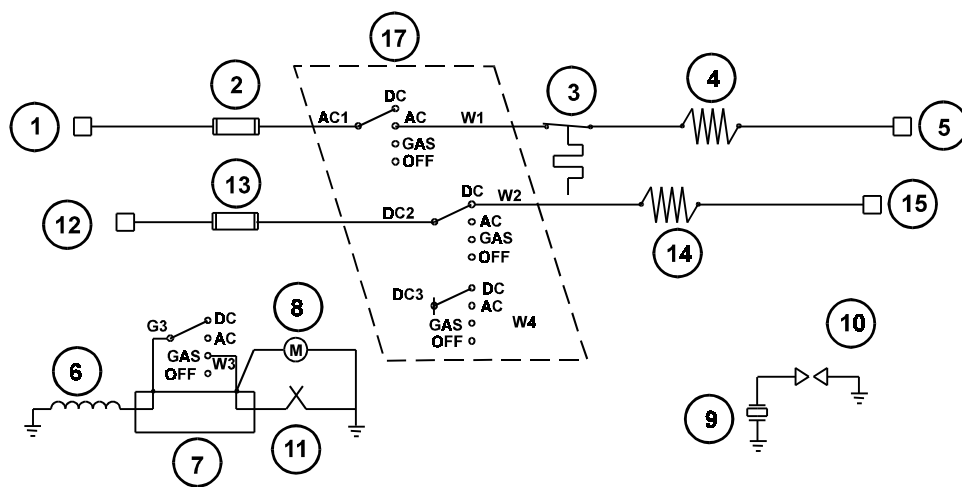 17
2
3
4
1
AC1
DC
AC
W1
GAS
OFF
5
13
12
DC2
DC
W2
AC
GAS
OFF
14
15
DC3
DC
AC
GAS
W4
OFF
8
10
G3
DC
AC
GAS
W3
OFF
M
6
7
11
9